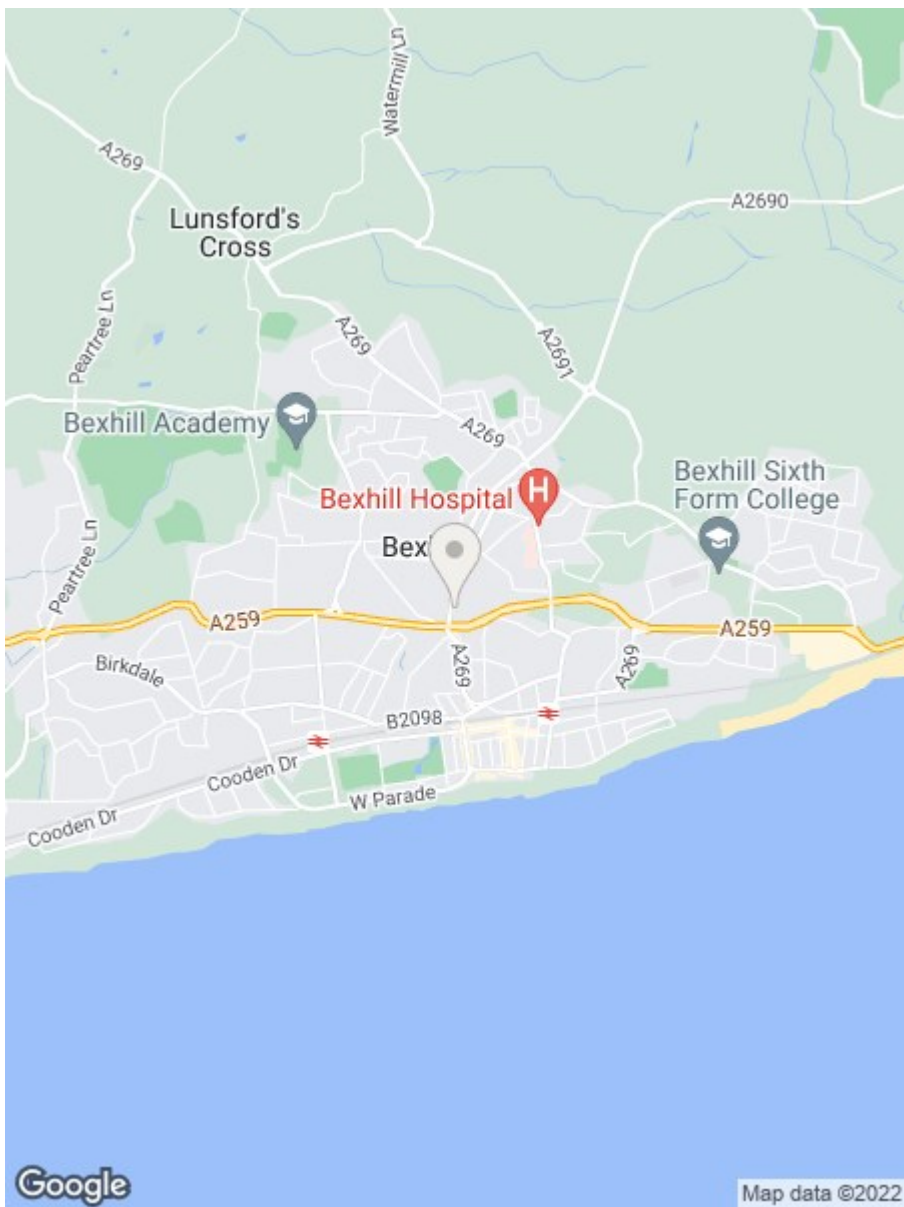 Watermill Ln
A269
A2690
Lunsford's
Cross
Peartree Ln
A269
A2691
Bexhill Academy
A269
Bexhill Sixth
Form College
Bexhill Hospital
H
Peartree Ln
A259
A259
Birkdale
A269
A269
B2098
Cooden Dr
W Parade
Cooden Dr
Google
Map data ©2022